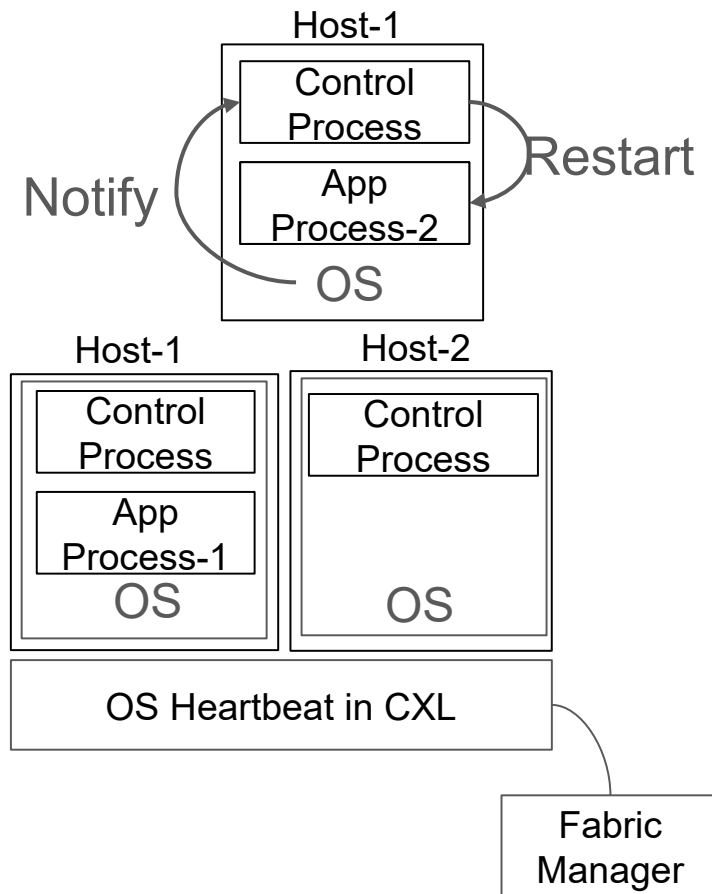 Host-1
Control
Process
Restart
Notify
App
Process-2
OS
Host-1
Host-2
Control
Process
App
Process-1
OS
Control
Process
OS
OS Heartbeat in CXL
Fabric
Manager